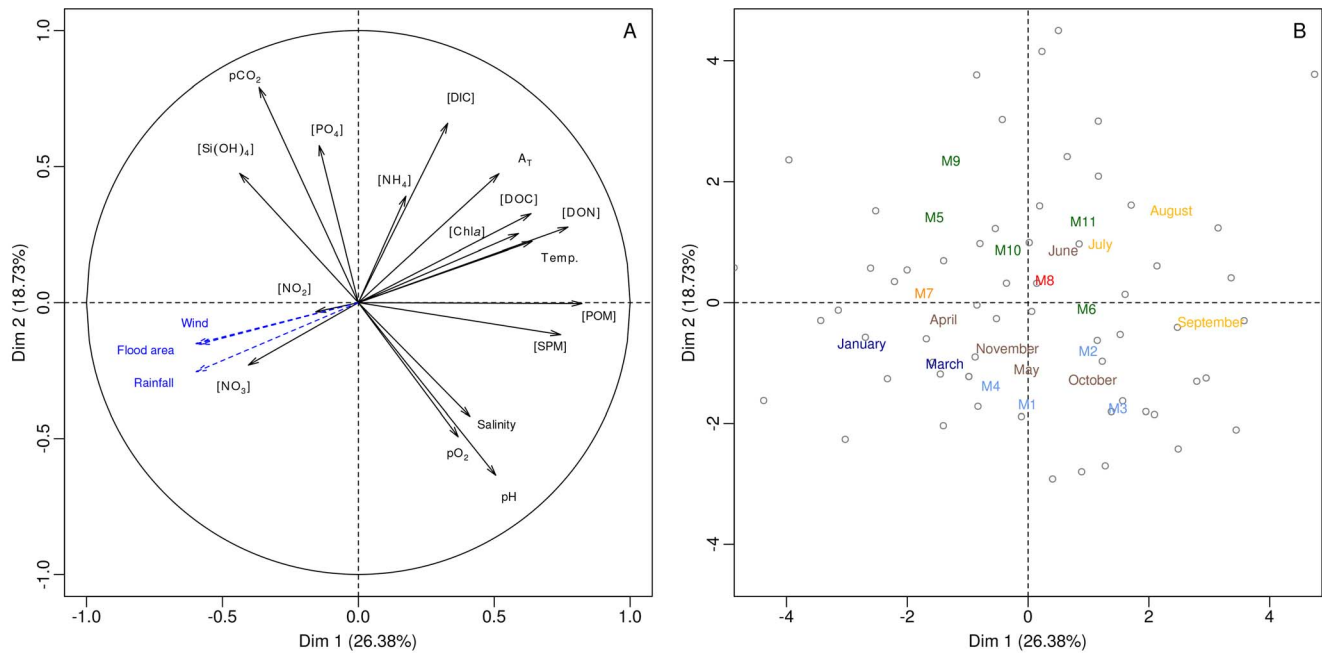 A
1.0
pCO₂
[DIC]
[PO₄]
[Si(OH)₄]
A_T
0.5
[NH₄]
[DOC]
[DON]
[Chla]
Temp.
[NO₂]
0.0
[POM]
Wind
[SPM]
Flood area
Rainfall
[NO₃]
Salinity
-0.5
pO₂
pH
-1.0
Dim 2 (18.73%)
-1.0 -0.5 0.0 0.5 1.0
Dim 1 (26.38%)
B
4
M9
2
M5
M11
August
M10
June
July
M8
M7
0
M6
April
September
January
November
M2
March
May
October
M4
M1
M3
-2
-4
Dim 2 (18.73%)
-4 -2 0 2 4
Dim 1 (26.38%)